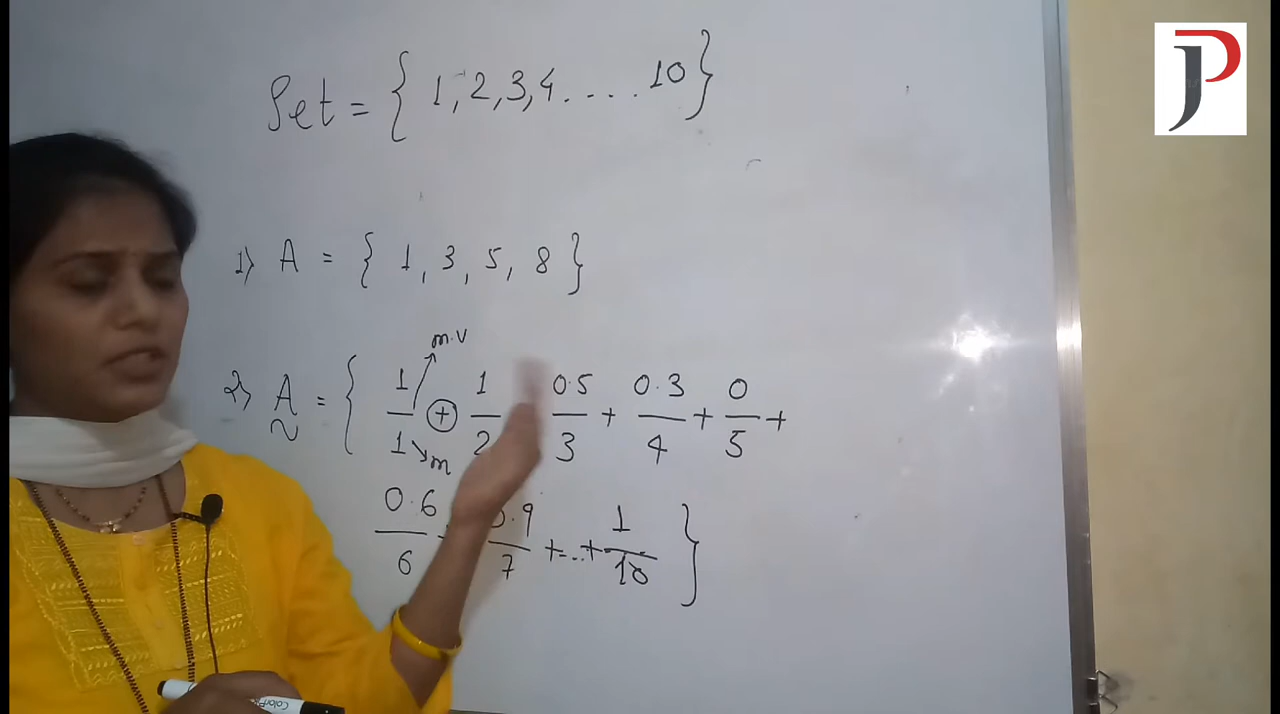 Set = { 1, 2, 3, 4 . . . . 10 }
1) A = { 1, 3, 5, 8 }
m.v
2) A = { 1/1 ⊕ 1/2 0.5/3 + 0.3/4 + 0/5 +
~
m
0.6/6 0.9/7 + ... + 1/10 }
JP